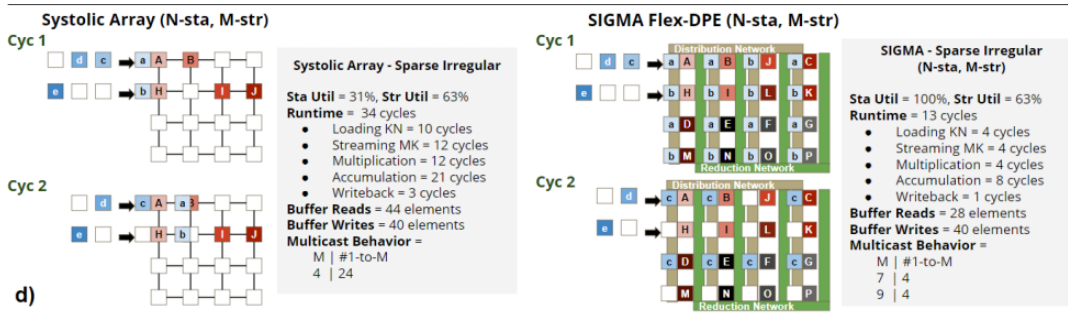 Systolic Array (N-sta, M-str)
Cyc 1
d c a A B
b H I J
e
Systolic Array - Sparse Irregular
Sta Util = 31%, Str Util = 63%
Runtime = 34 cycles
● Loading KN = 10 cycles
● Streaming MK = 12 cycles
● Multiplication = 12 cycles
● Accumulation = 21 cycles
● Writeback = 3 cycles
Buffer Reads = 44 elements
Buffer Writes = 40 elements
Multicast Behavior =
M | #1-to-M
4 | 24
Cyc 2
d c A a B
e H b I J
d)
SIGMA Flex-DPE (N-sta, M-str)
Cyc 1
Distribution Network
d c a A a B b J a C
e b H b I b L b K
a D a E a F a G
b M b N b O b P
Reduction Network
Cyc 2
Distribution Network
d c A c B J c C
e H I L K
c D c E c F c G
M N O P
Reduction Network
SIGMA - Sparse Irregular
(N-sta, M-str)
Sta Util = 100%, Str Util = 63%
Runtime = 13 cycles
● Loading KN = 4 cycles
● Streaming MK = 4 cycles
● Multiplication = 4 cycles
● Accumulation = 8 cycles
● Writeback = 1 cycles
Buffer Reads = 28 elements
Buffer Writes = 40 elements
Multicast Behavior =
M | #1-to-M
7 | 4
9 | 4